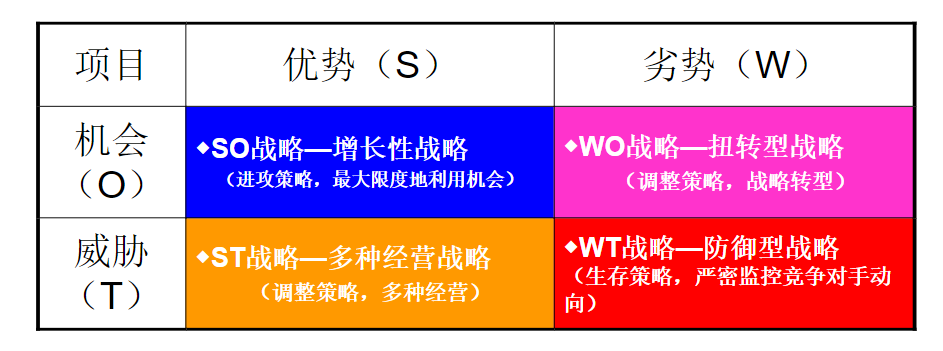 项目
优势（S）
劣势（W）
机会
（O）
◆SO战略—增长性战略
（进攻策略，最大限度地利用机会）
◆WO战略—扭转型战略
（调整策略，战略转型）
威胁
（T）
◆ST战略—多种经营战略
（调整策略，多种经营）
◆WT战略—防御型战略
（生存策略，严密监控竞争对手动
向）